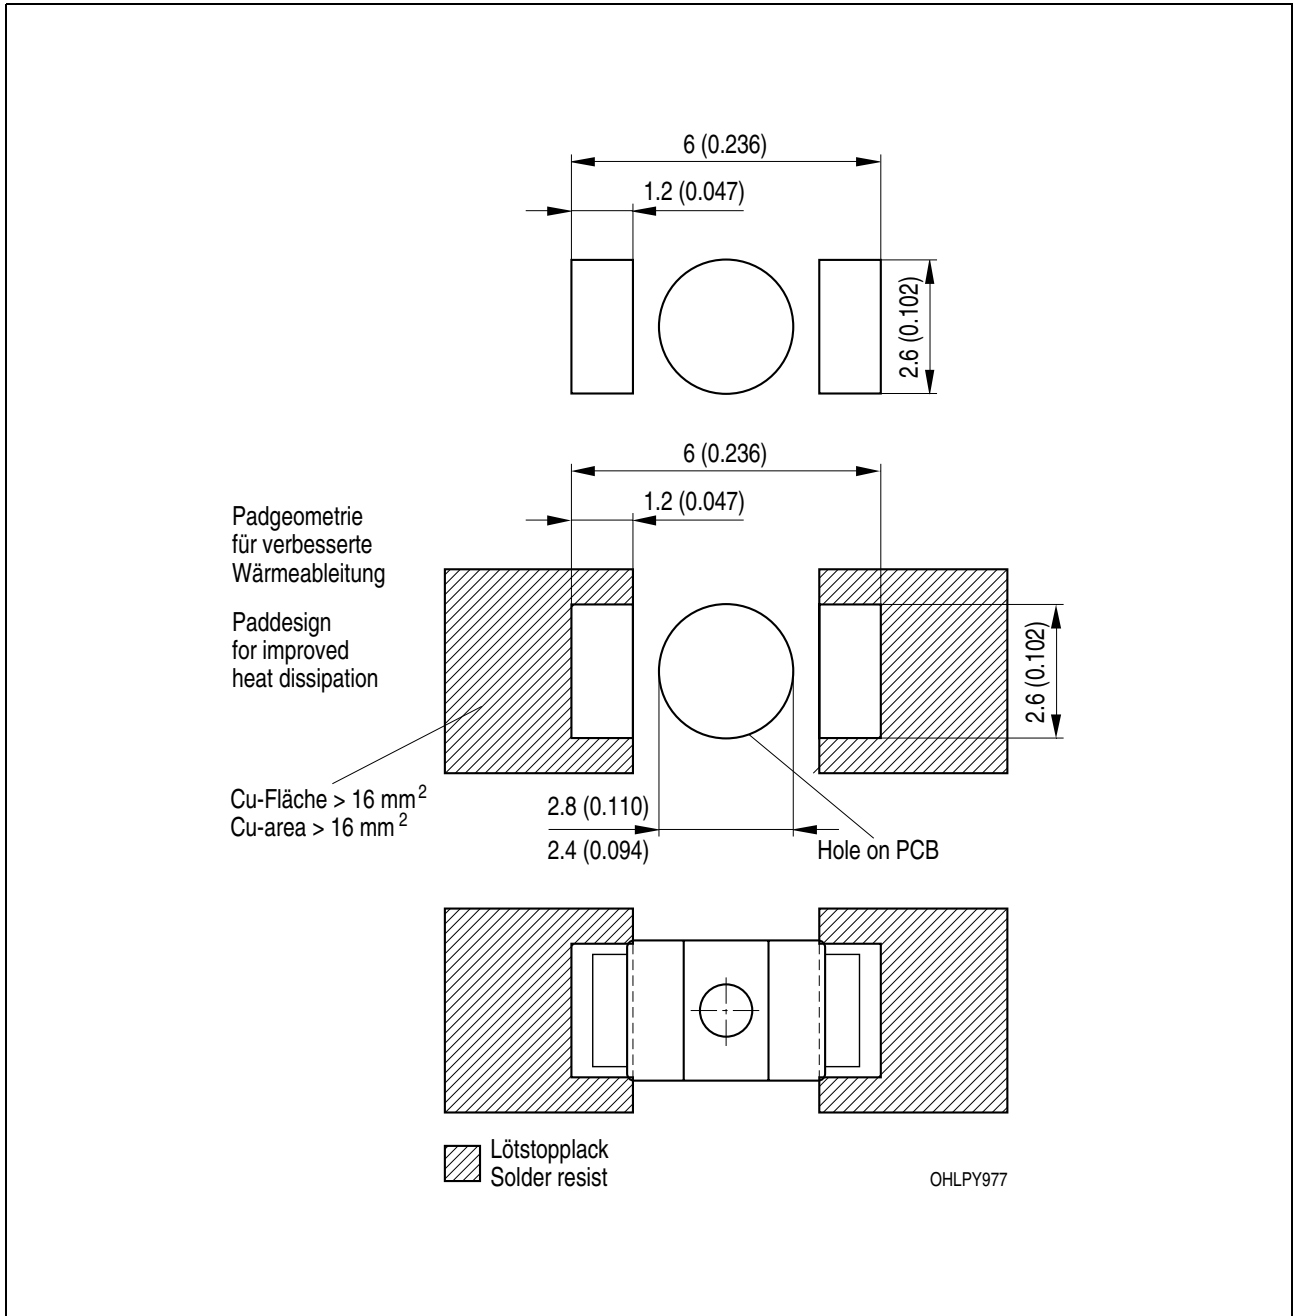 6 (0.236)
1.2 (0.047)
2.6 (0.102)
6 (0.236)
1.2 (0.047)
Padgeometrie
für verbesserte
Wärmeableitung
Paddesign
for improved
heat dissipation
2.6 (0.102)
Cu-Fläche > 16 mm²
Cu-area > 16 mm²
2.8 (0.110)
2.4 (0.094)
Hole on PCB
Lötstopplack
Solder resist
OHLPY977